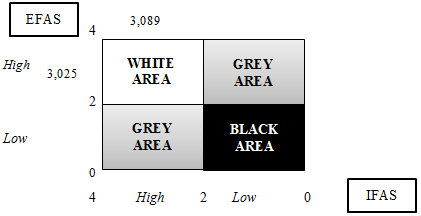 EFAS
3,089
4
High
3,025
WHITE
AREA
GREY
AREA
2
Low
GREY
AREA
BLACK
AREA
0
4
High
2
Low
0
IFAS